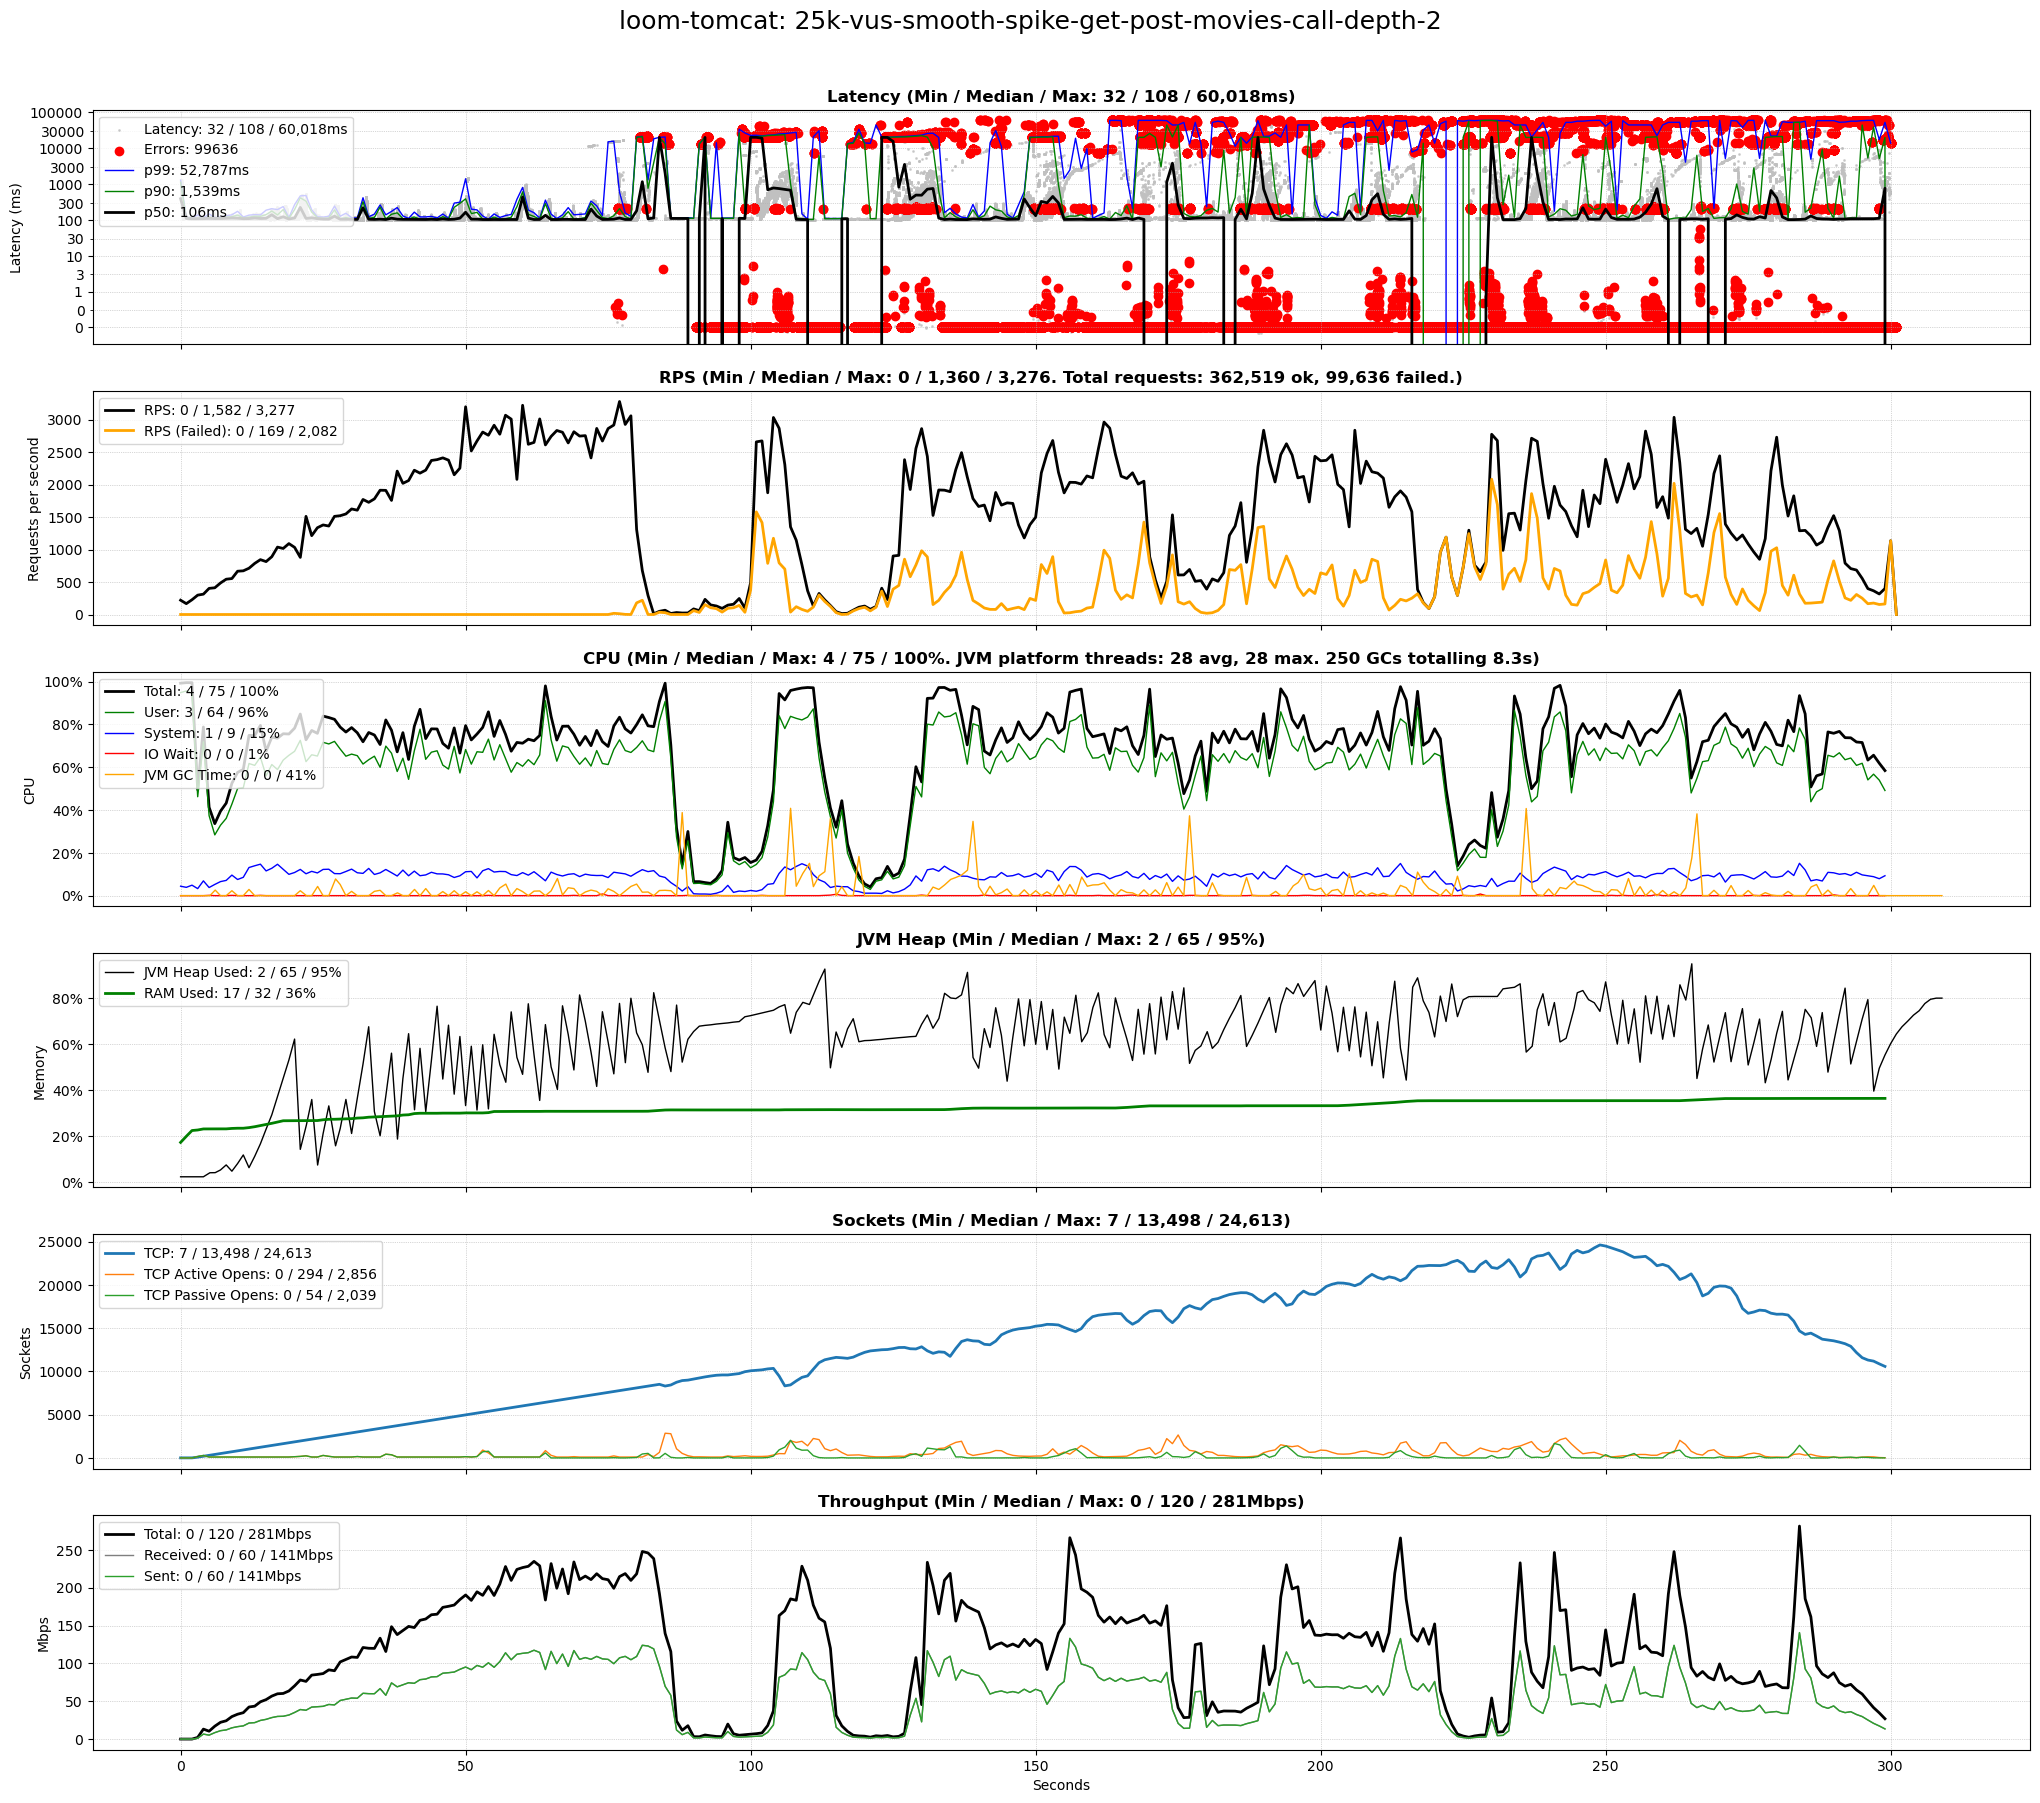 loom-tomcat: 25k-vus-smooth-spike-get-post-movies-call-depth-2
Latency (Min / Median / Max: 32 / 108 / 60,018ms)
Latency (ms)
100000
30000
10000
3000
1000
300
100
30
10
3
1
0
0
Latency: 32 / 108 / 60,018ms
Errors: 99636
p99: 52,787ms
p90: 1,539ms
p50: 106ms
RPS (Min / Median / Max: 0 / 1,360 / 3,276. Total requests: 362,519 ok, 99,636 failed.)
Requests per second
3000
2500
2000
1500
1000
500
0
RPS: 0 / 1,582 / 3,277
RPS (Failed): 0 / 169 / 2,082
CPU (Min / Median / Max: 4 / 75 / 100%. JVM platform threads: 28 avg, 28 max. 250 GCs totalling 8.3s)
CPU
100%
80%
60%
40%
20%
0%
Total: 4 / 75 / 100%
User: 3 / 64 / 96%
System: 1 / 9 / 15%
IO Wait: 0 / 0 / 1%
JVM GC Time: 0 / 0 / 41%
JVM Heap (Min / Median / Max: 2 / 65 / 95%)
Memory
80%
60%
40%
20%
0%
JVM Heap Used: 2 / 65 / 95%
RAM Used: 17 / 32 / 36%
Sockets (Min / Median / Max: 7 / 13,498 / 24,613)
Sockets
25000
20000
15000
10000
5000
0
TCP: 7 / 13,498 / 24,613
TCP Active Opens: 0 / 294 / 2,856
TCP Passive Opens: 0 / 54 / 2,039
Throughput (Min / Median / Max: 0 / 120 / 281Mbps)
Mbps
250
200
150
100
50
0
Total: 0 / 120 / 281Mbps
Received: 0 / 60 / 141Mbps
Sent: 0 / 60 / 141Mbps
0 50 100 150 200 250 300
Seconds